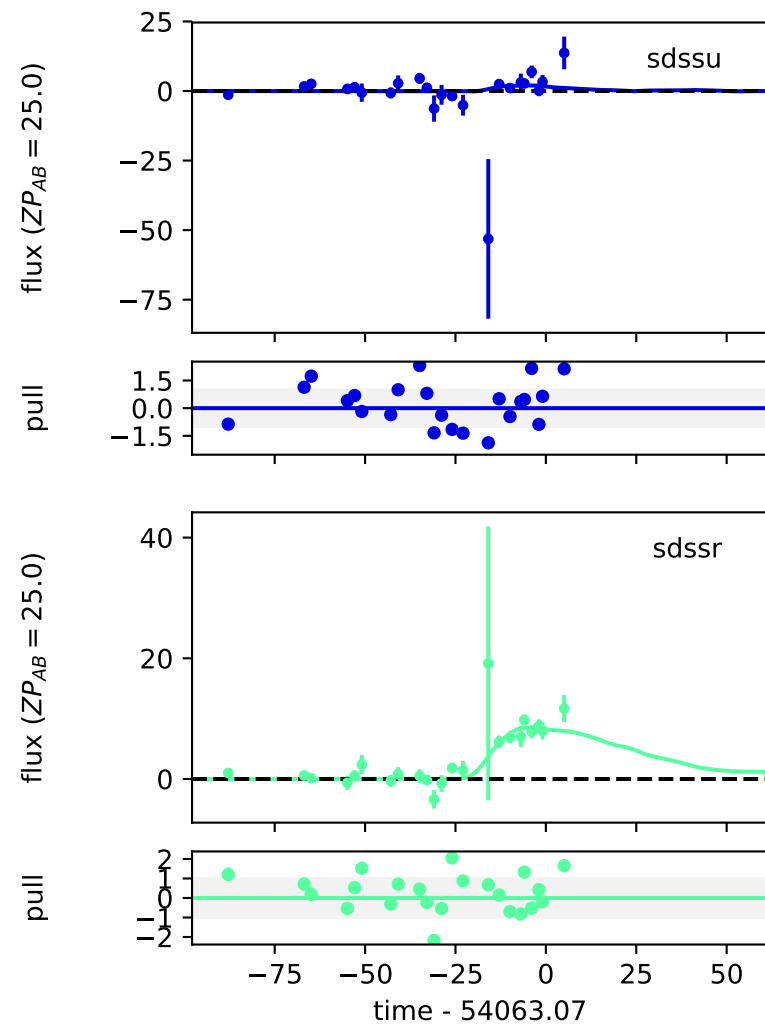 25
0
−25
−50
−75
flux (ZP_AB = 25.0)
sdssu
1.5
0.0
−1.5
pull
40
20
0
flux (ZP_AB = 25.0)
sdssr
2
1
0
−1
−2
pull
−75 −50 −25 0 25 50
time - 54063.07